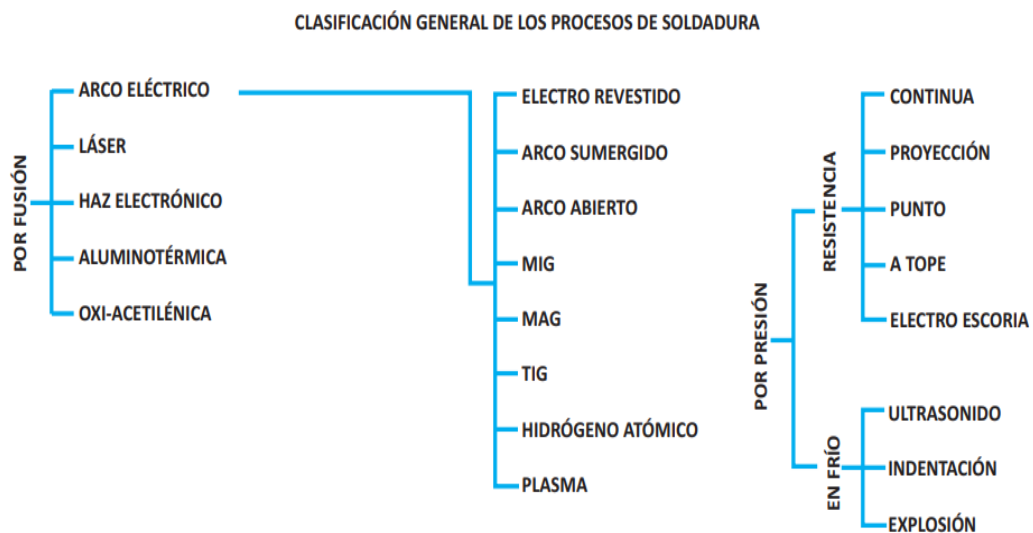 CLASIFICACIÓN GENERAL DE LOS PROCESOS DE SOLDADURA
POR FUSIÓN
ARCO ELÉCTRICO
LÁSER
HAZ ELECTRÓNICO
ALUMINOTÉRMICA
OXI-ACETILÉNICA
ELECTRO REVESTIDO
ARCO SUMERGIDO
ARCO ABIERTO
MIG
MAG
TIG
HIDRÓGENO ATÓMICO
PLASMA
POR PRESIÓN
RESISTENCIA
CONTINUA
PROYECCIÓN
PUNTO
A TOPE
ELECTRO ESCORIA
EN FRÍO
ULTRASONIDO
INDENTACIÓN
EXPLOSIÓN